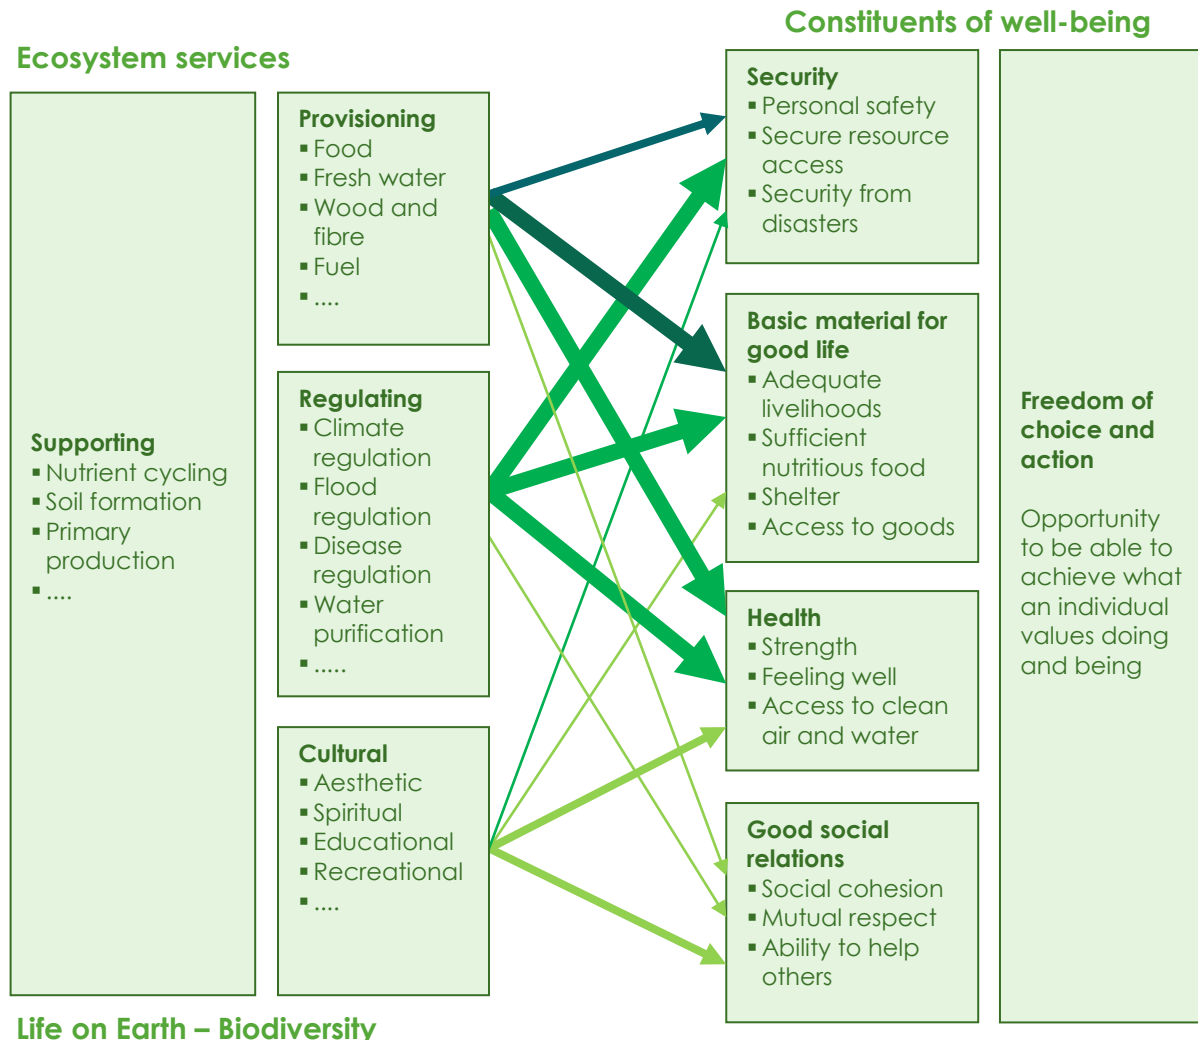 Constituents of well-being
Ecosystem services
Supporting
▪ Nutrient cycling
▪ Soil formation
▪ Primary
production
▪ ....
Provisioning
▪ Food
▪ Fresh water
▪ Wood and
fibre
▪ Fuel
▪ ....
Regulating
▪ Climate
regulation
▪ Flood
regulation
▪ Disease
regulation
▪ Water
purification
▪ .....
Cultural
▪ Aesthetic
▪ Spiritual
▪ Educational
▪ Recreational
▪ ....
Security
▪ Personal safety
▪ Secure resource
access
▪ Security from
disasters
Basic material for
good life
▪ Adequate
livelihoods
▪ Sufficient
nutritious food
▪ Shelter
▪ Access to goods
Health
▪ Strength
▪ Feeling well
▪ Access to clean
air and water
Good social
relations
▪ Social cohesion
▪ Mutual respect
▪ Ability to help
others
Freedom of
choice and
action
Opportunity
to be able to
achieve what
an individual
values doing
and being
Life on Earth – Biodiversity